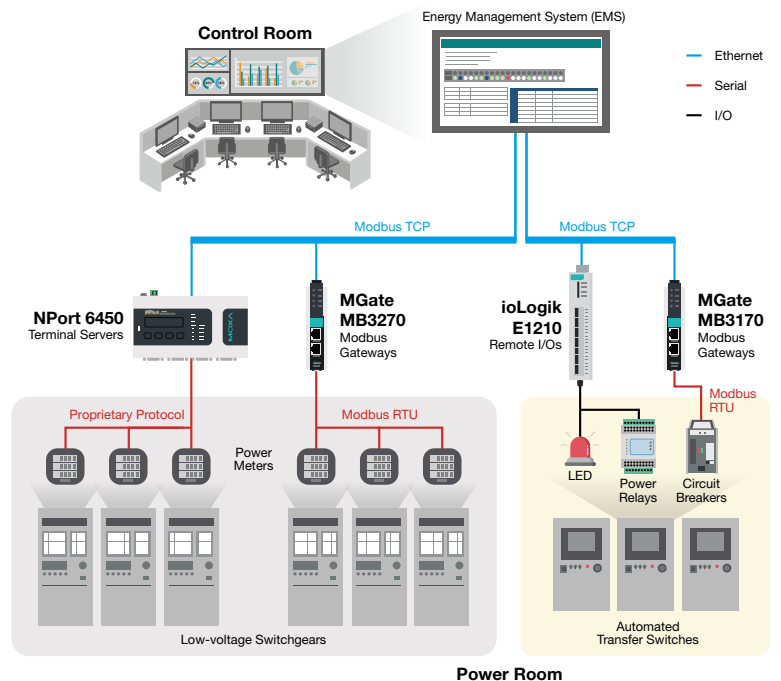 Control Room
Energy Management System (EMS)
Ethernet
Serial
I/O
Modbus TCP
Modbus TCP
NPort 6450
Terminal Servers
MOXA
MGate
MB3270
Modbus
Gateways
ioLogik
E1210
Remote I/Os
MGate
MB3170
Modbus
Gateways
Proprietary Protocol
Modbus RTU
Modbus
RTU
Power
Meters
LED
Power
Relays
Circuit
Breakers
Low-voltage Switchgears
Automated
Transfer Switches
Power Room